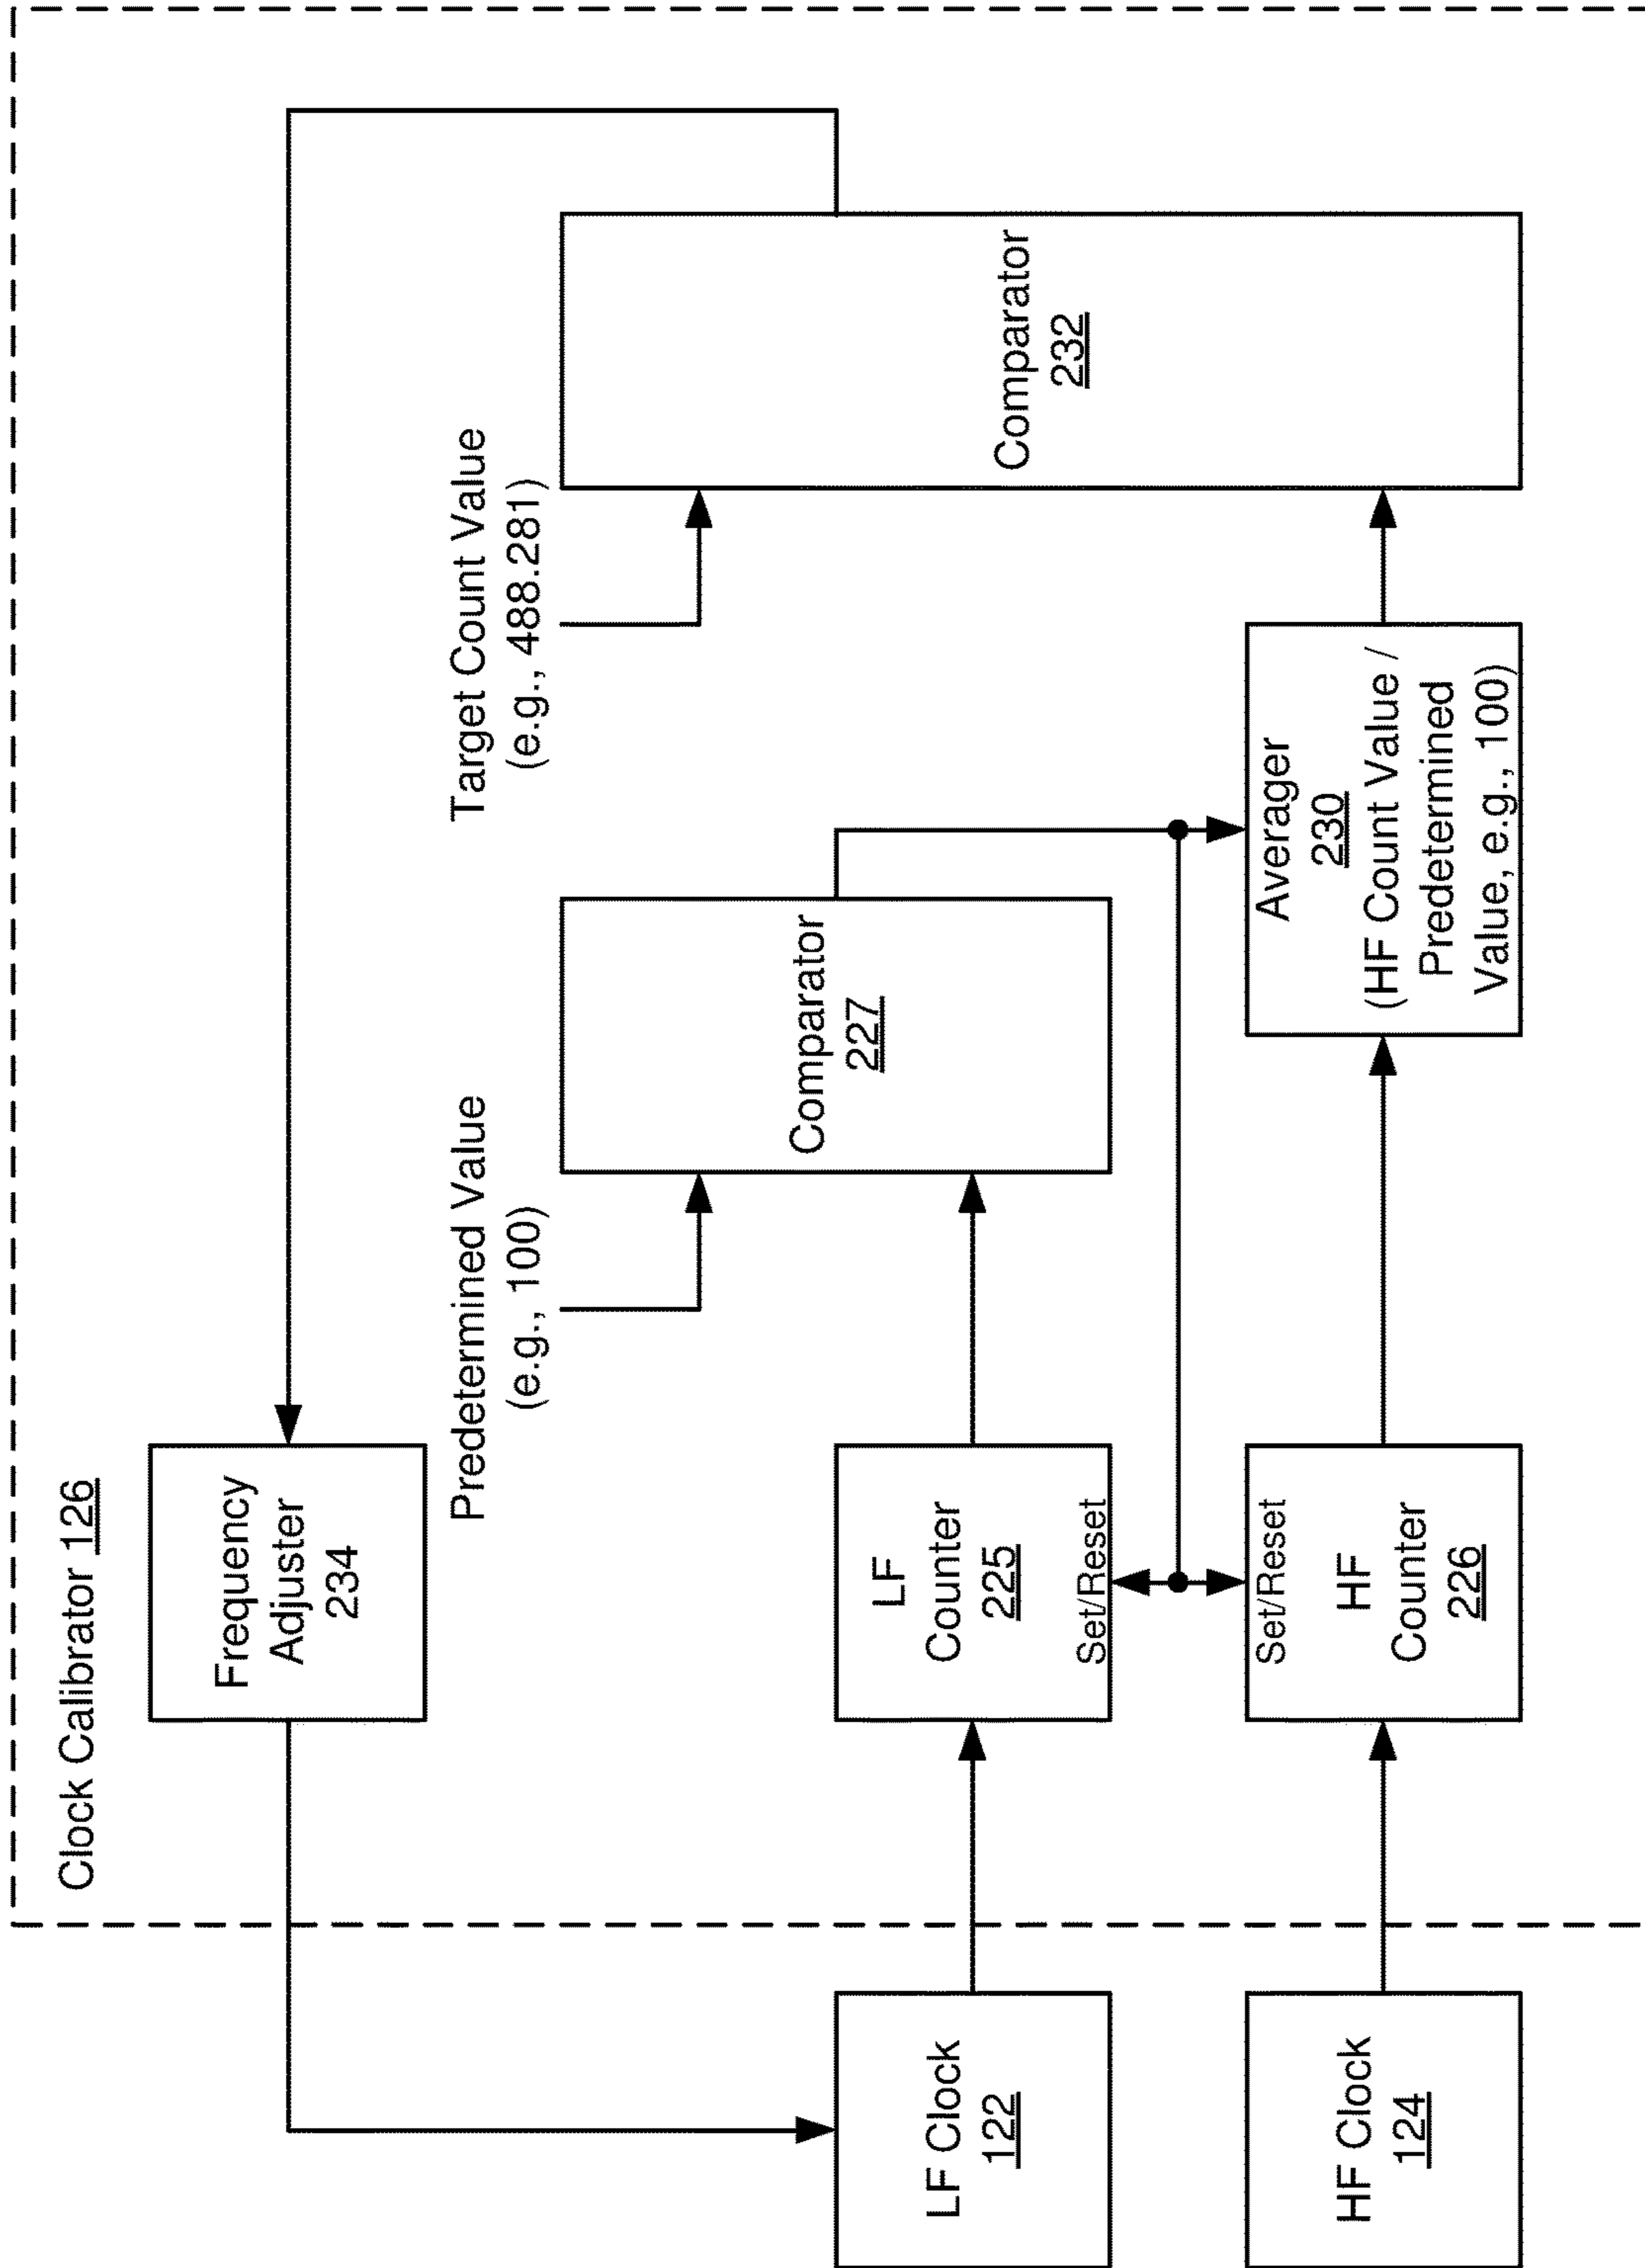 Clock Calibrator 126
Frequency
Adjuster
234
Predetermined Value
(e.g., 100)
Target Count Value
(e.g., 488.281)
LF Clock
122
LF
Counter
225
Set/Reset
Comparator
227
Comparator
232
HF Clock
124
Set/Reset
HF
Counter
226
Averager
230
(HF Count Value /
Predetermined
Value, e.g., 100)